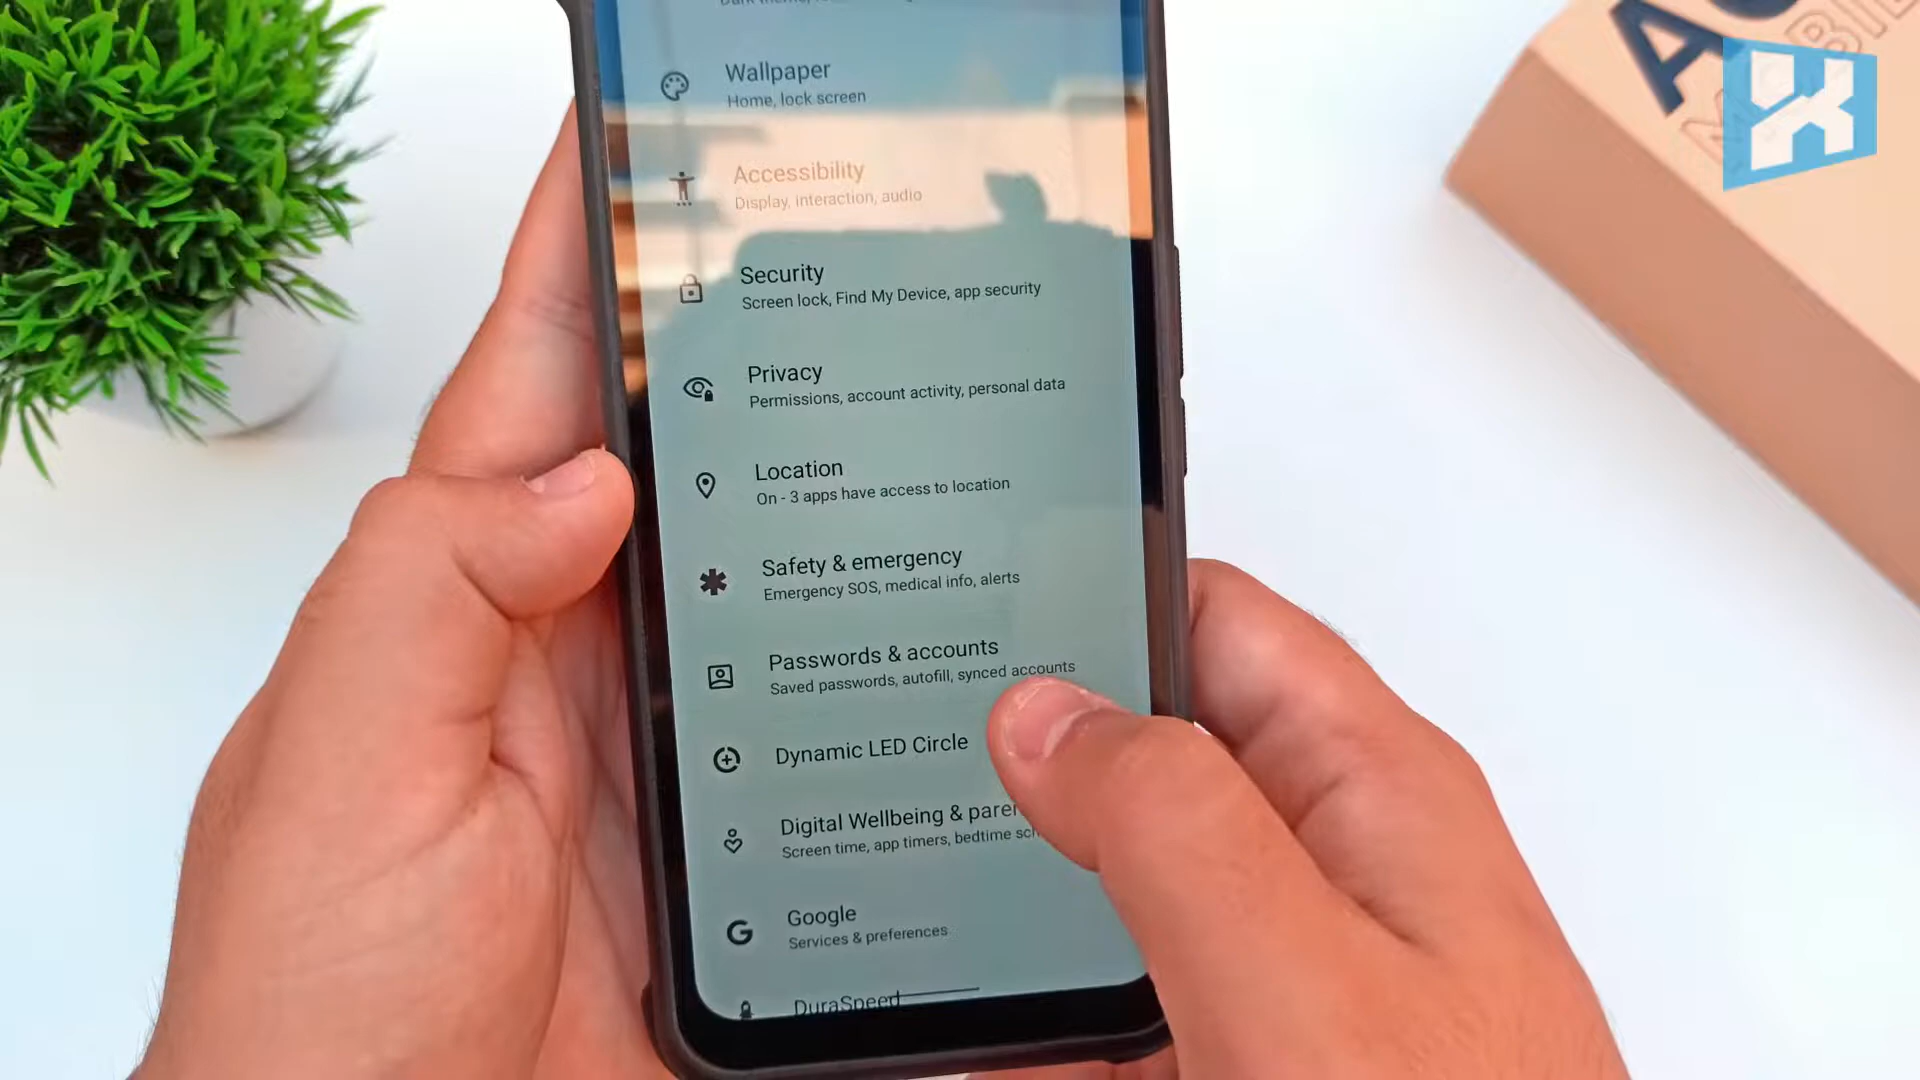 Wallpaper
Home, lock screen
Accessibility
Display, interaction, audio
Security
Screen lock, Find My Device, app security
Privacy
Permissions, account activity, personal data
Location
On - 3 apps have access to location
Safety & emergency
Emergency SOS, medical info, alerts
Passwords & accounts
Saved passwords, autofill, synced accounts
Dynamic LED Circle
Digital Wellbeing &
Screen time, app timers, bedtime
Google
Services & preferences
DuraSpeed